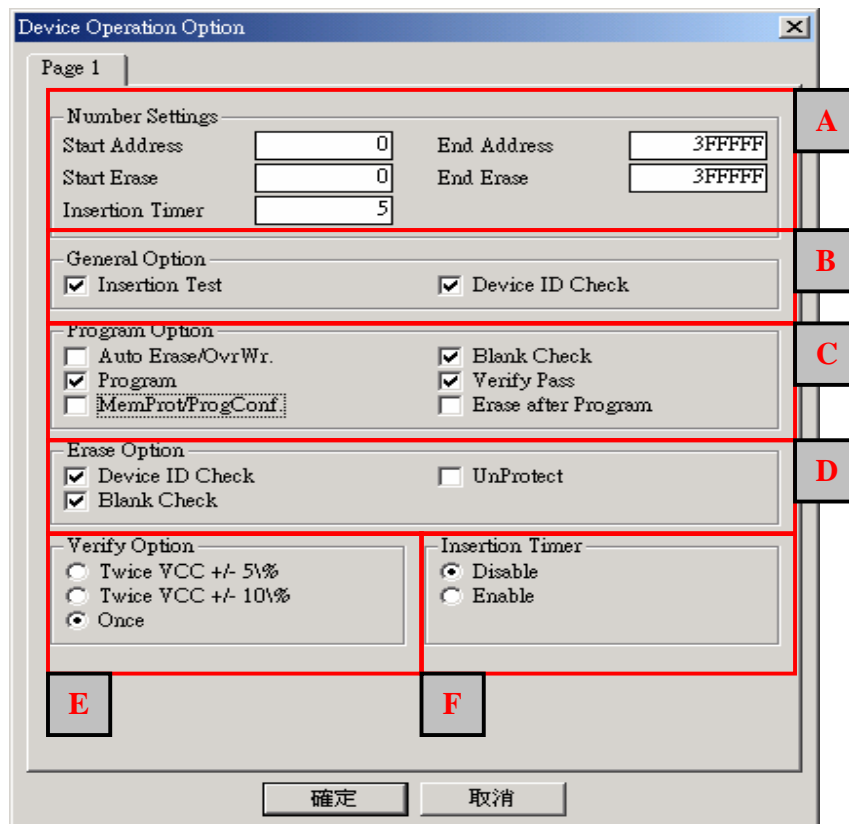 Device Operation Option
Page 1
Number Settings
Start Address 0 End Address 3FFFFF
Start Erase 0 End Erase 3FFFFF
Insertion Timer 5
A
General Option
Insertion Test Device ID Check
B
Program Option
Auto Erase/OvrWr. Blank Check
Program Verify Pass
MemProt/ProgConf. Erase after Program
C
Erase Option
Device ID Check UnProtect
Blank Check
D
Verify Option
Twice VCC +/- 5\%
Twice VCC +/- 10\%
Once
E
Insertion Timer
Disable
Enable
F
確定 取消